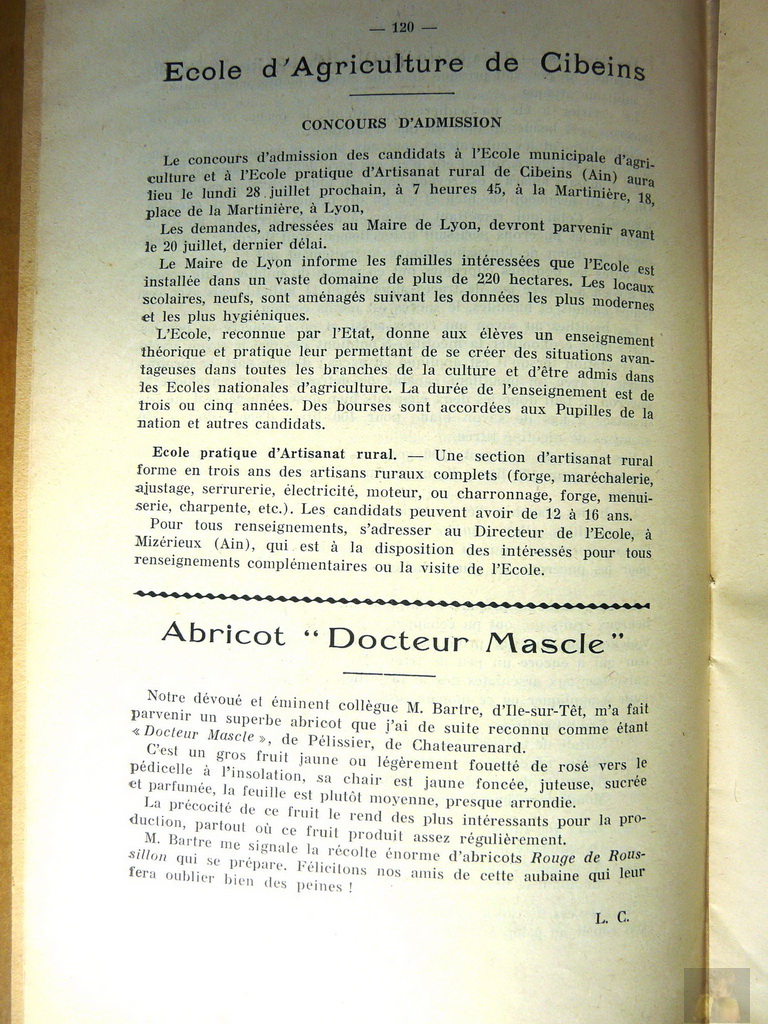 — 120 —
Ecole d'Agriculture de Cibeins
CONCOURS D'ADMISSION
Le concours d'admission des candidats à l'Ecole municipale d'agri-
culture et à l'Ecole pratique d'Artisanat rural de Cibeins (Ain) aura
lieu le lundi 28 juillet prochain, à 7 heures 45, à la Martinière, 18,
place de la Martinière, à Lyon,
Les demandes, adressées au Maire de Lyon, devront parvenir avant
le 20 juillet, dernier délai.
Le Maire de Lyon informe les familles intéressées que l'Ecole est
installée dans un vaste domaine de plus de 220 hectares. Les locaux
scolaires, neufs, sont aménagés suivant les données les plus modernes
et les plus hygiéniques.
L'Ecole, reconnue par l'Etat, donne aux élèves un enseignement
théorique et pratique leur permettant de se créer des situations avan-
tageuses dans toutes les branches de la culture et d'être admis dans
les Ecoles nationales d'agriculture. La durée de l'enseignement est de
trois ou cinq années. Des bourses sont accordées aux Pupilles de la
nation et autres candidats.
Ecole pratique d'Artisanat rural. — Une section d'artisanat rural
forme en trois ans des artisans ruraux complets (forge, maréchalerie,
ajustage, serrurerie, électricité, moteur, ou charronnage, forge, menui-
serie, charpente, etc.). Les candidats peuvent avoir de 12 à 16 ans.
Pour tous renseignements, s'adresser au Directeur de l'Ecole, à
Mizérieux (Ain), qui est à la disposition des intéressés pour tous
renseignements complémentaires ou la visite de l'Ecole.
Abricot "Docteur Mascle"
Notre dévoué et éminent collègue M. Bartre, d'Ile-sur-Têt, m'a fait
parvenir un superbe abricot que j'ai de suite reconnu comme étant
« Docteur Mascle », de Pélissier, de Chateaurenard.
C'est un gros fruit jaune ou légèrement fouetté de rosé vers le
pédicelle à l'insolation, sa chair est jaune foncée, juteuse, sucrée
et parfumée, la feuille est plutôt moyenne, presque arrondie.
La précocité de ce fruit le rend des plus intéressants pour la pro-
duction, partout où ce fruit produit assez régulièrement.
M. Bartre me signale la récolte énorme d'abricots Rouge de Rous-
sillon qui se prépare. Félicitons nos amis de cette aubaine qui leur
fera oublier bien des peines !
L. C.